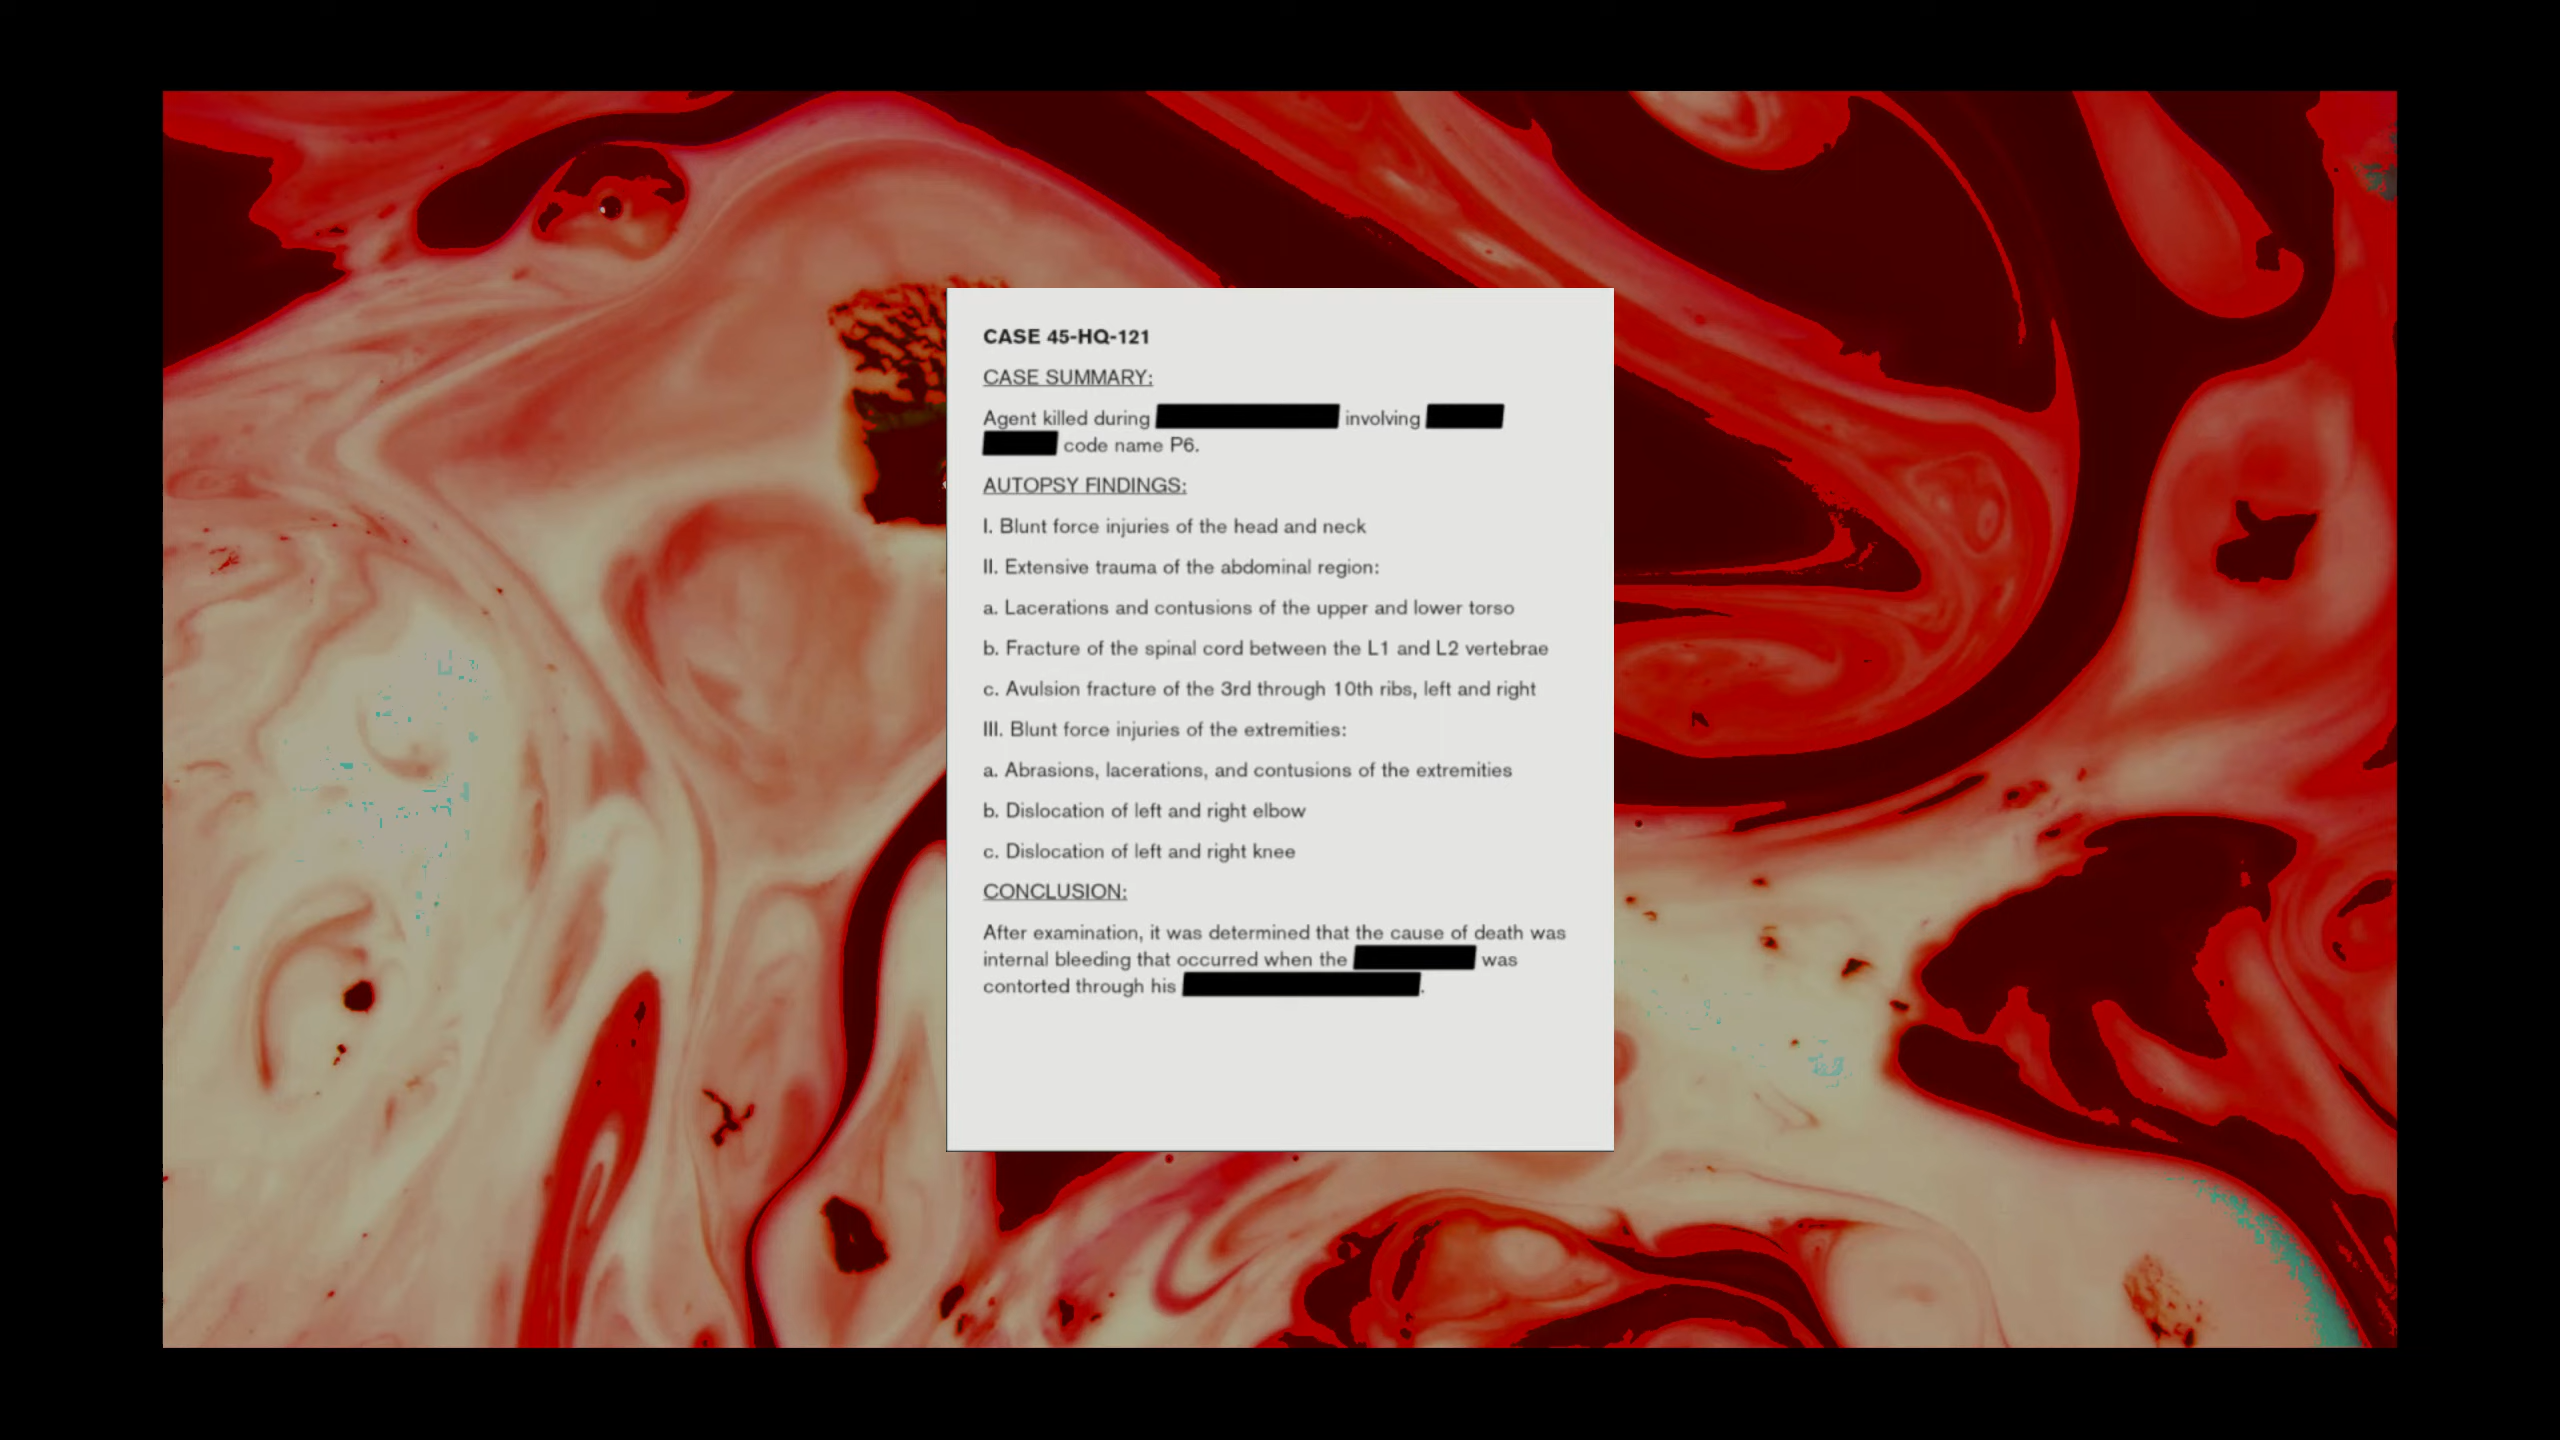 CASE 45-HQ-121
CASE SUMMARY:
Agent killed during involving
code name P6.
AUTOPSY FINDINGS:
I. Blunt force injuries of the head and neck
II. Extensive trauma of the abdominal region:
a. Lacerations and contusions of the upper and lower torso
b. Fracture of the spinal cord between the L1 and L2 vertebrae
c. Avulsion fracture of the 3rd through 10th ribs, left and right
III. Blunt force injuries of the extremities:
a. Abrasions, lacerations, and contusions of the extremities
b. Dislocation of left and right elbow
c. Dislocation of left and right knee
CONCLUSION:
After examination, it was determined that the cause of death was
internal bleeding that occurred when the was
contorted through his .